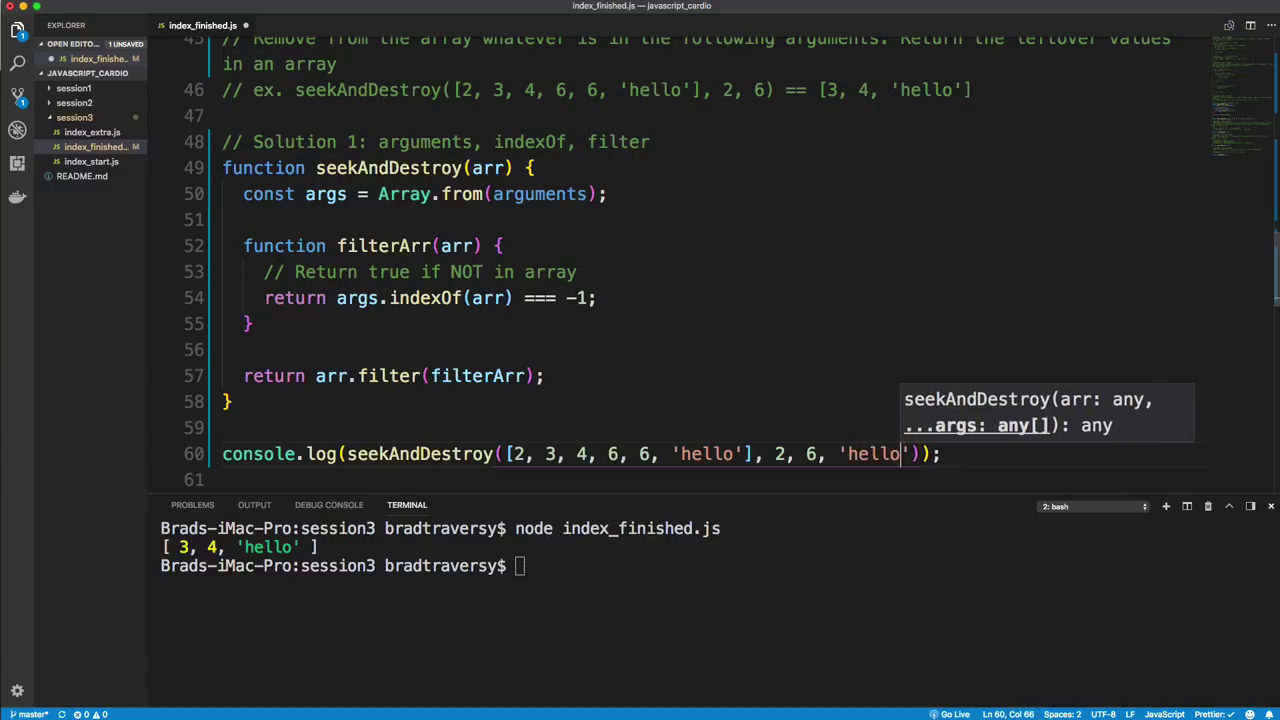 index_finished.js — javascript_cardio
EXPLORER
index_finished.js
OPEN EDITO... 1 UNSAVED
index_finishe... M
JAVASCRIPT_CARDIO
session1
session2
session3
index_extra.js
index_finished... M
index_start.js
README.md
1
1
45 // Remove from the array whatever is in the following arguments. Return the leftover values
in an array
46 // ex. seekAndDestroy([2, 3, 4, 6, 6, 'hello'], 2, 6) == [3, 4, 'hello']
47
48 // Solution 1: arguments, indexOf, filter
49 function seekAndDestroy(arr) {
50 const args = Array.from(arguments);
51
52 function filterArr(arr) {
53 // Return true if NOT in array
54 return args.indexOf(arr) === -1;
55 }
56
57 return arr.filter(filterArr);
58 }
59
seekAndDestroy(arr: any,
...args: any[]): any
60 console.log(seekAndDestroy([2, 3, 4, 6, 6, 'hello'], 2, 6, 'hello'));
61
PROBLEMS OUTPUT DEBUG CONSOLE TERMINAL 2: bash
Brads-iMac-Pro:session3 bradtraversy$ node index_finished.js
[ 3, 4, 'hello' ]
Brads-iMac-Pro:session3 bradtraversy$
master* 0 0 Go Live Ln 60, Col 66 Spaces: 2 UTF-8 LF JavaScript Prettier: ✓